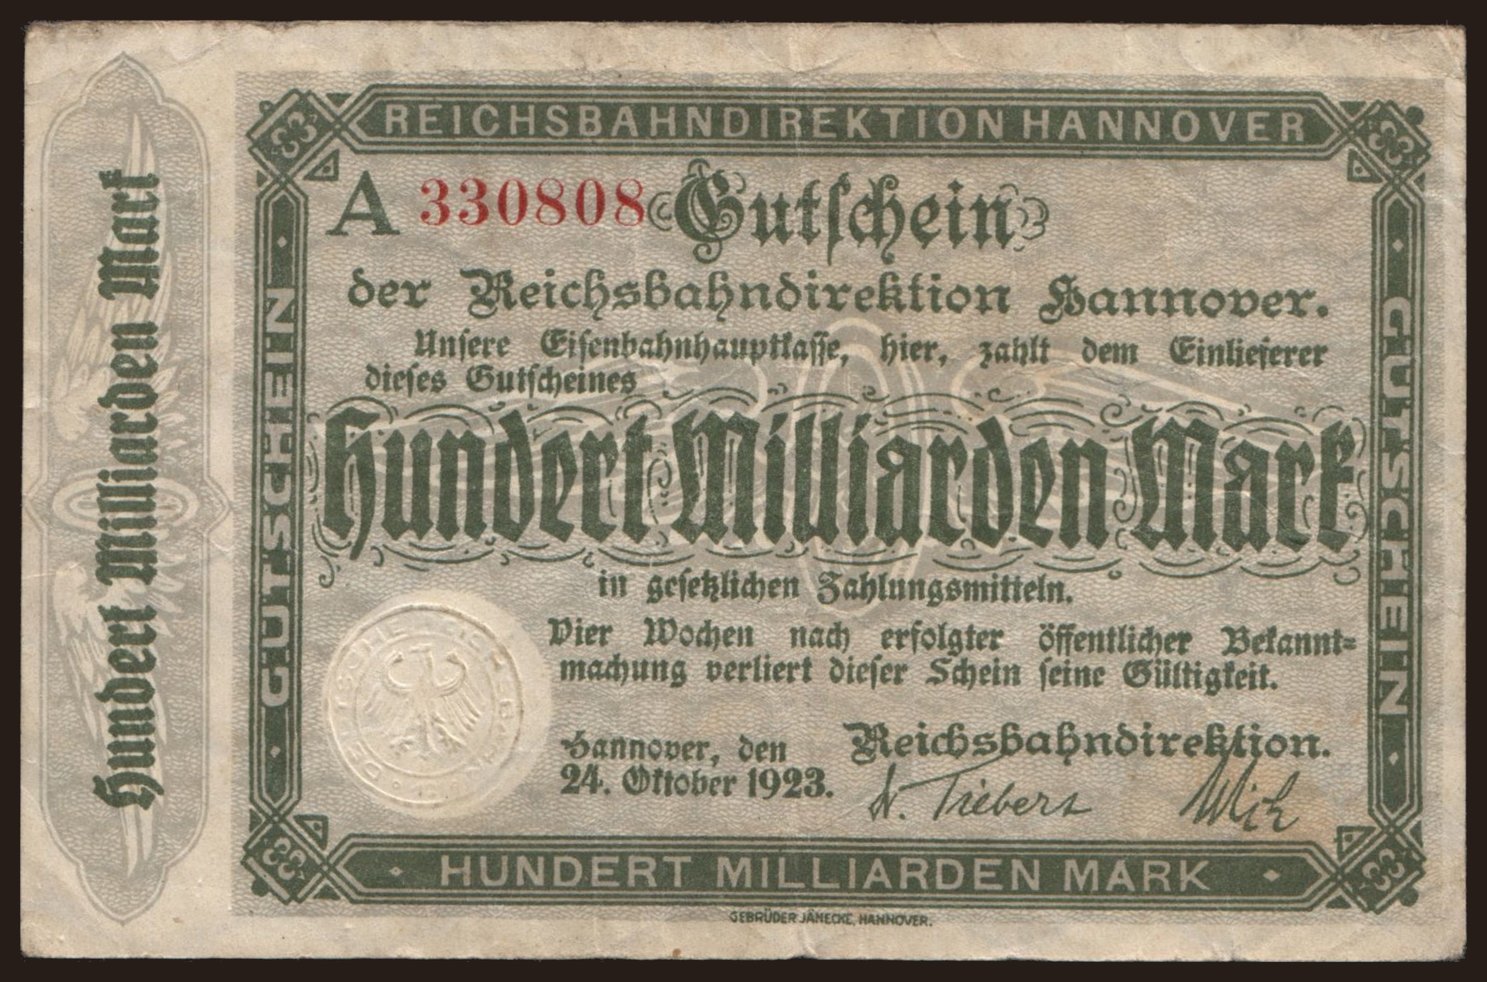 REICHSBAHNDIREKTION HANNOVER
A 330808 Gutschein
der Reichsbahndirektion Hannover.
Unsere Eisenbahnhauptkasse, hier, zahlt dem Einlieferer
dieses Gutscheines
Hundert Milliarden Mark
in gesetzlichen Zahlungsmitteln.
Vier Wochen nach erfolgter öffentlicher Bekannt=
machung verliert dieser Schein seine Gültigkeit.
Hannover, den
24. Oktober 1923.
Reichsbahndirektion.
HUNDERT MILLIARDEN MARK
GEBRÜDER JÄNECKE, HANNOVER.
Hundert Milliarden Mark
GUTSCHEIN
GUTSCHEIN